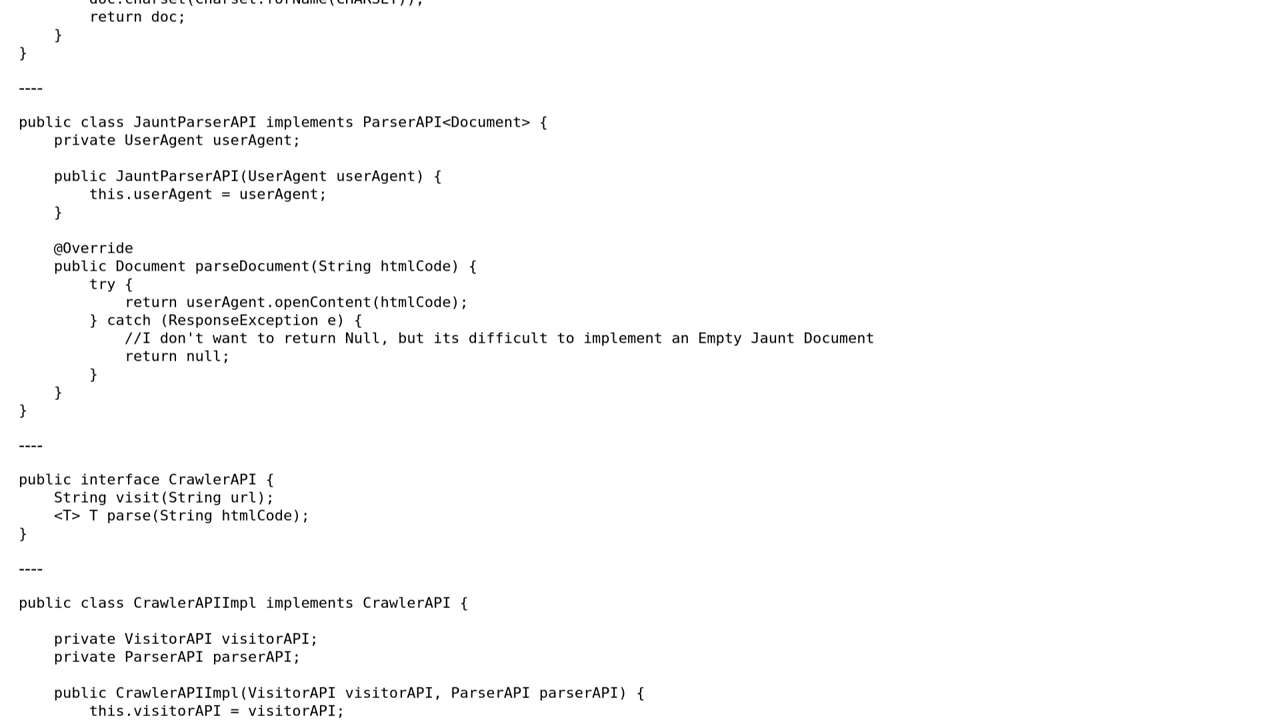 return doc;
}
}
----
public class JauntParserAPI implements ParserAPI<Document> {
private UserAgent userAgent;
public JauntParserAPI(UserAgent userAgent) {
this.userAgent = userAgent;
}
@Override
public Document parseDocument(String htmlCode) {
try {
return userAgent.openContent(htmlCode);
} catch (ResponseException e) {
//I don't want to return Null, but its difficult to implement an Empty Jaunt Document
return null;
}
}
}
----
public interface CrawlerAPI {
String visit(String url);
<T> T parse(String htmlCode);
}
----
public class CrawlerAPIImpl implements CrawlerAPI {
private VisitorAPI visitorAPI;
private ParserAPI parserAPI;
public CrawlerAPIImpl(VisitorAPI visitorAPI, ParserAPI parserAPI) {
this.visitorAPI = visitorAPI;